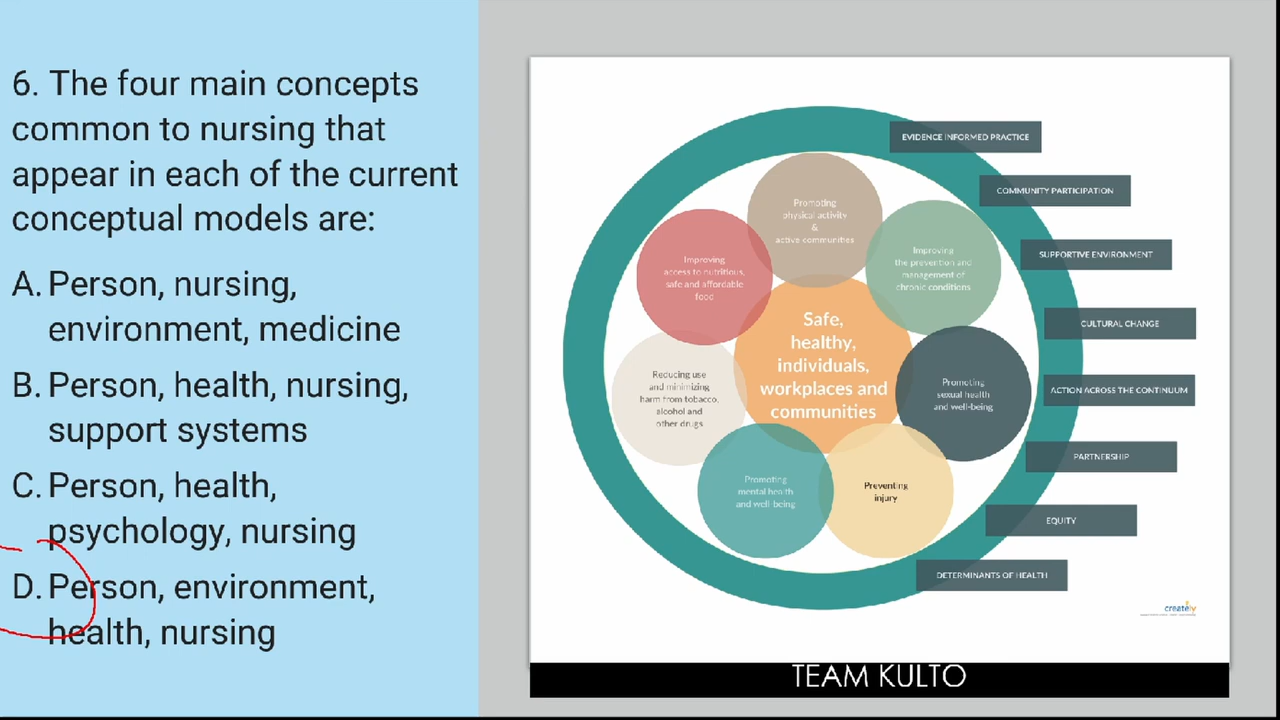 6. The four main concepts
common to nursing that
appear in each of the current
conceptual models are:
A. Person, nursing,
environment, medicine
B. Person, health, nursing,
support systems
C. Person, health,
psychology, nursing
D. Person, environment,
health, nursing
EVIDENCE INFORMED PRACTICE
COMMUNITY PARTICIPATION
SUPPORTIVE ENVIRONMENT
CULTURAL CHANGE
ACTION ACROSS THE CONTINUUM
PARTNERSHIP
EQUITY
DETERMINANTS OF HEALTH
Promoting
physical activity
&
active communities
Improving
the prevention and
management of
chronic conditions
Improving
access to nutritious,
safe and affordable
food
Safe,
healthy,
individuals,
workplaces and
communities
Promoting
sexual health
and well-being
Reducing use
and minimizing
harm from tobacco,
alcohol and
other drugs.
Promoting
mental health
and well-being
Preventing
injury
creately
TEAM KULTO